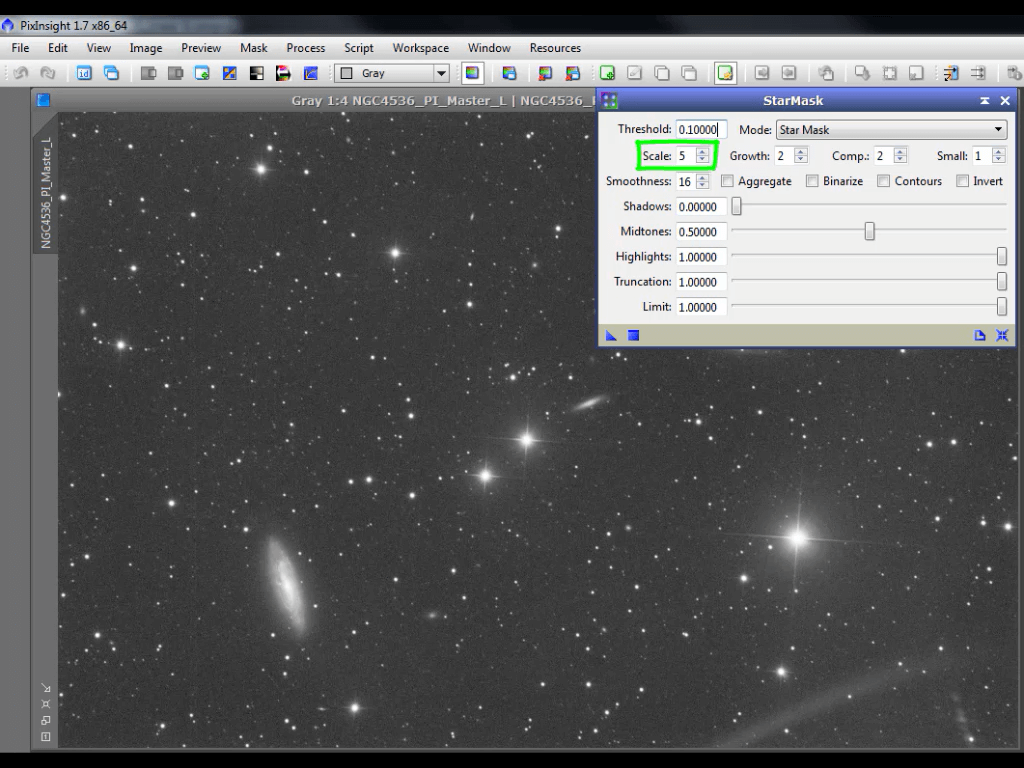 PixInsight 1.7 x86_64
File Edit View Image Preview Mask Process Script Workspace Window Resources
id Gray
Gray 1:4 NGC4536_PI_Master_L | NGC4536_
NGC4536_PI_Master_L
StarMask
Threshold: 0.10000 Mode: Star Mask
Scale: 5 Growth: 2 Comp.: 2 Small: 1
Smoothness: 16 Aggregate Binarize Contours Invert
Shadows: 0.00000
Midtones: 0.50000
Highlights: 1.00000
Truncation: 1.00000
Limit: 1.00000